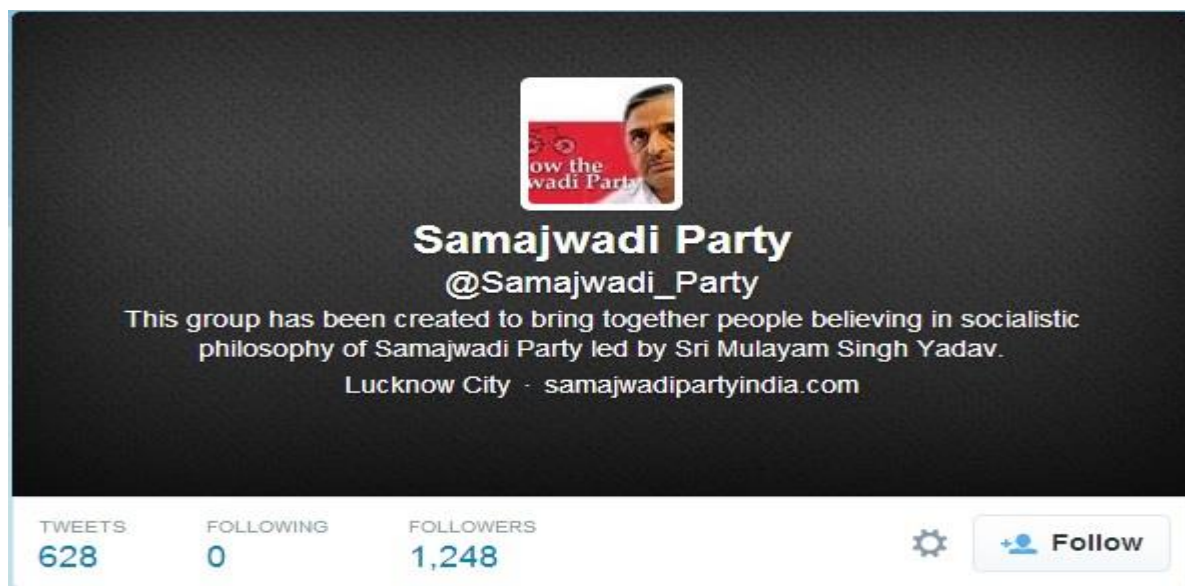 ow the
wadi Party
Samajwadi Party
@Samajwadi_Party
This group has been created to bring together people believing in socialistic
philosophy of Samajwadi Party led by Sri Mulayam Singh Yadav.
Lucknow City · samajwadipartyindia.com
TWEETS FOLLOWING FOLLOWERS
628 0 1,248
Follow